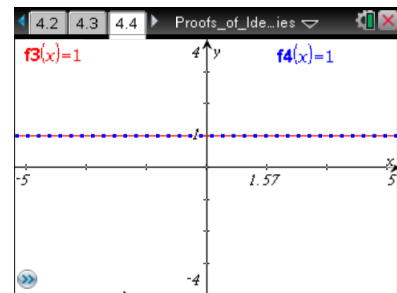 4.2 4.3 4.4 Proofs_of_Ide...ies
f3(x)=1 4 y f4(x)=1
1
x
-5 1.57 5
-4